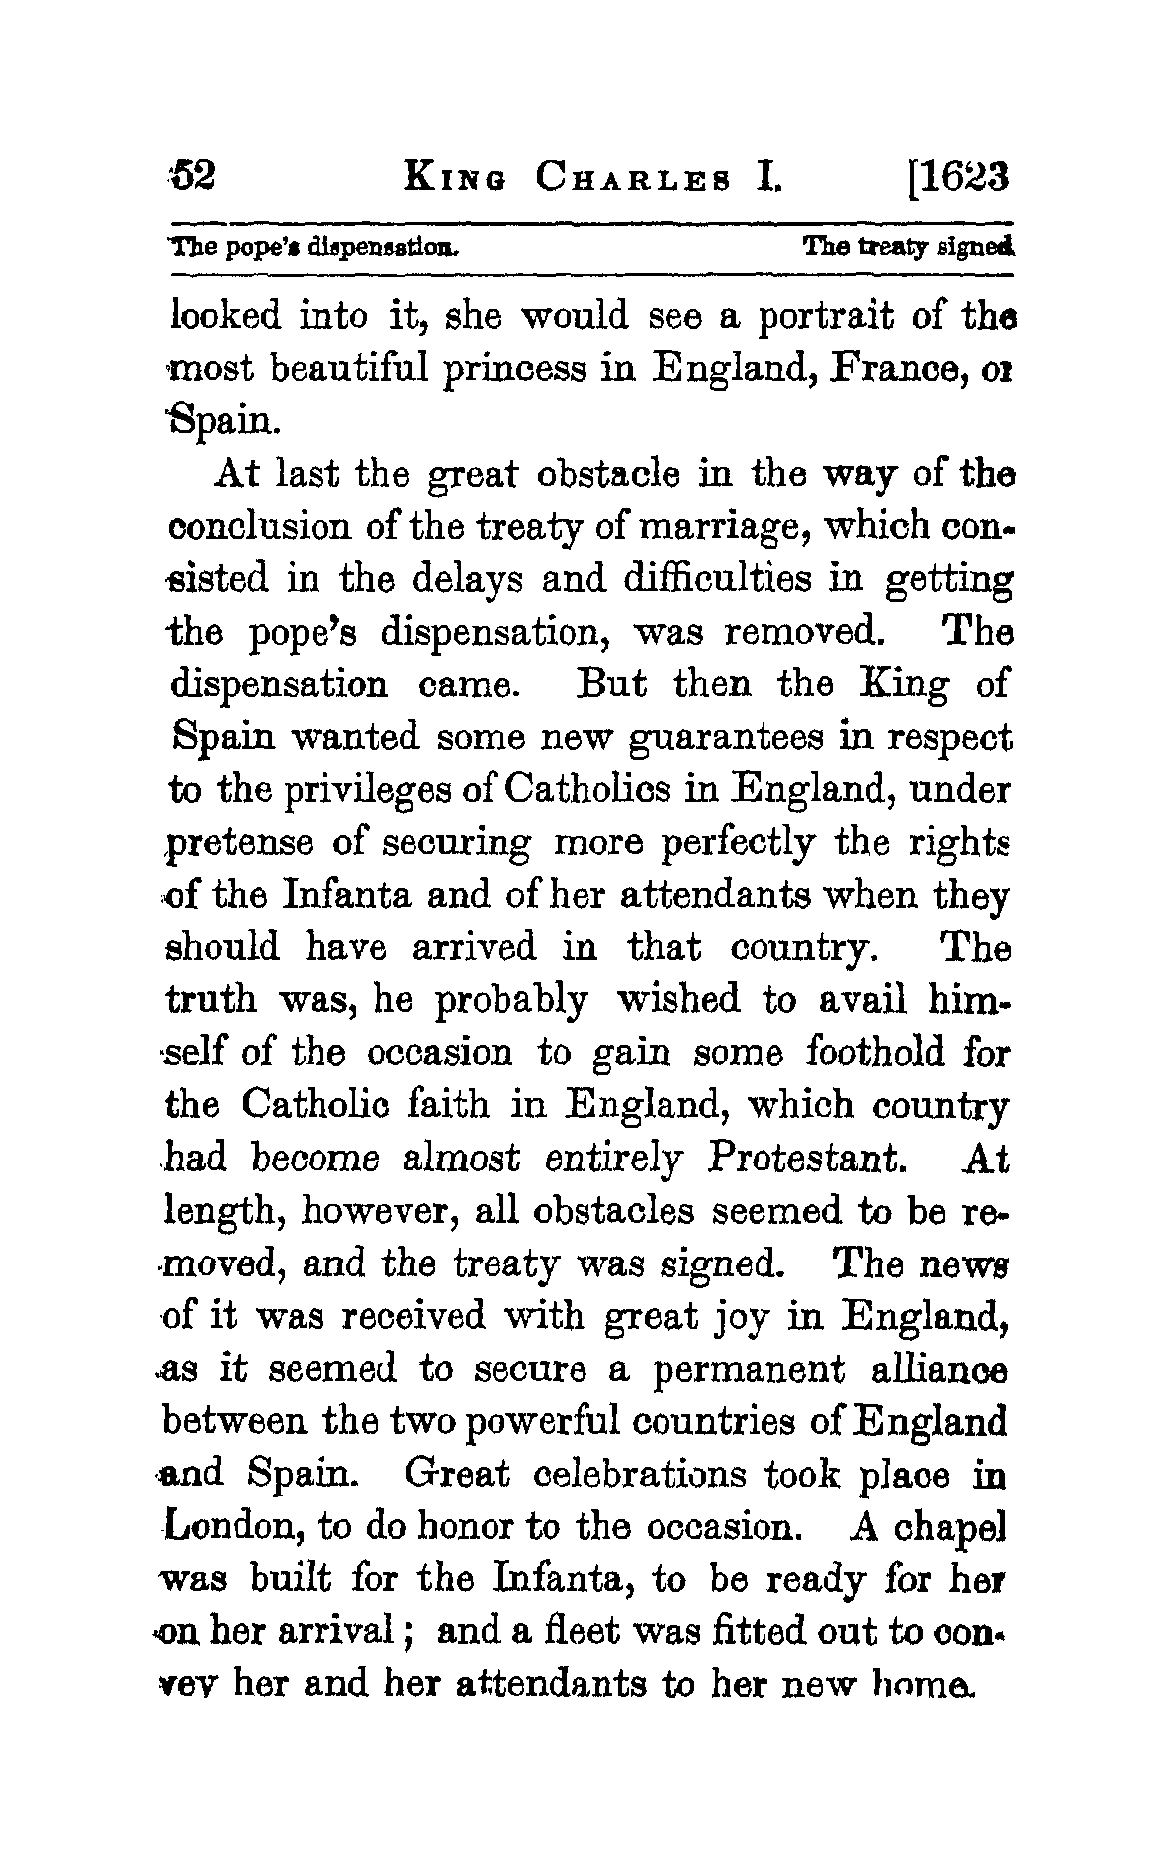 52 KING CHARLES I. [1623
The pope's dispensation. The treaty signed.
looked into it, she would see a portrait of the
most beautiful princess in England, France, or
Spain.
At last the great obstacle in the way of the
conclusion of the treaty of marriage, which con-
sisted in the delays and difficulties in getting
the pope's dispensation, was removed. The
dispensation came. But then the King of
Spain wanted some new guarantees in respect
to the privileges of Catholics in England, under
pretense of securing more perfectly the rights
of the Infanta and of her attendants when they
should have arrived in that country. The
truth was, he probably wished to avail him-
self of the occasion to gain some foothold for
the Catholic faith in England, which country
had become almost entirely Protestant. At
length, however, all obstacles seemed to be re-
moved, and the treaty was signed. The news
of it was received with great joy in England,
as it seemed to secure a permanent alliance
between the two powerful countries of England
and Spain. Great celebrations took place in
London, to do honor to the occasion. A chapel
was built for the Infanta, to be ready for her
on her arrival; and a fleet was fitted out to con-
vey her and her attendants to her new home.